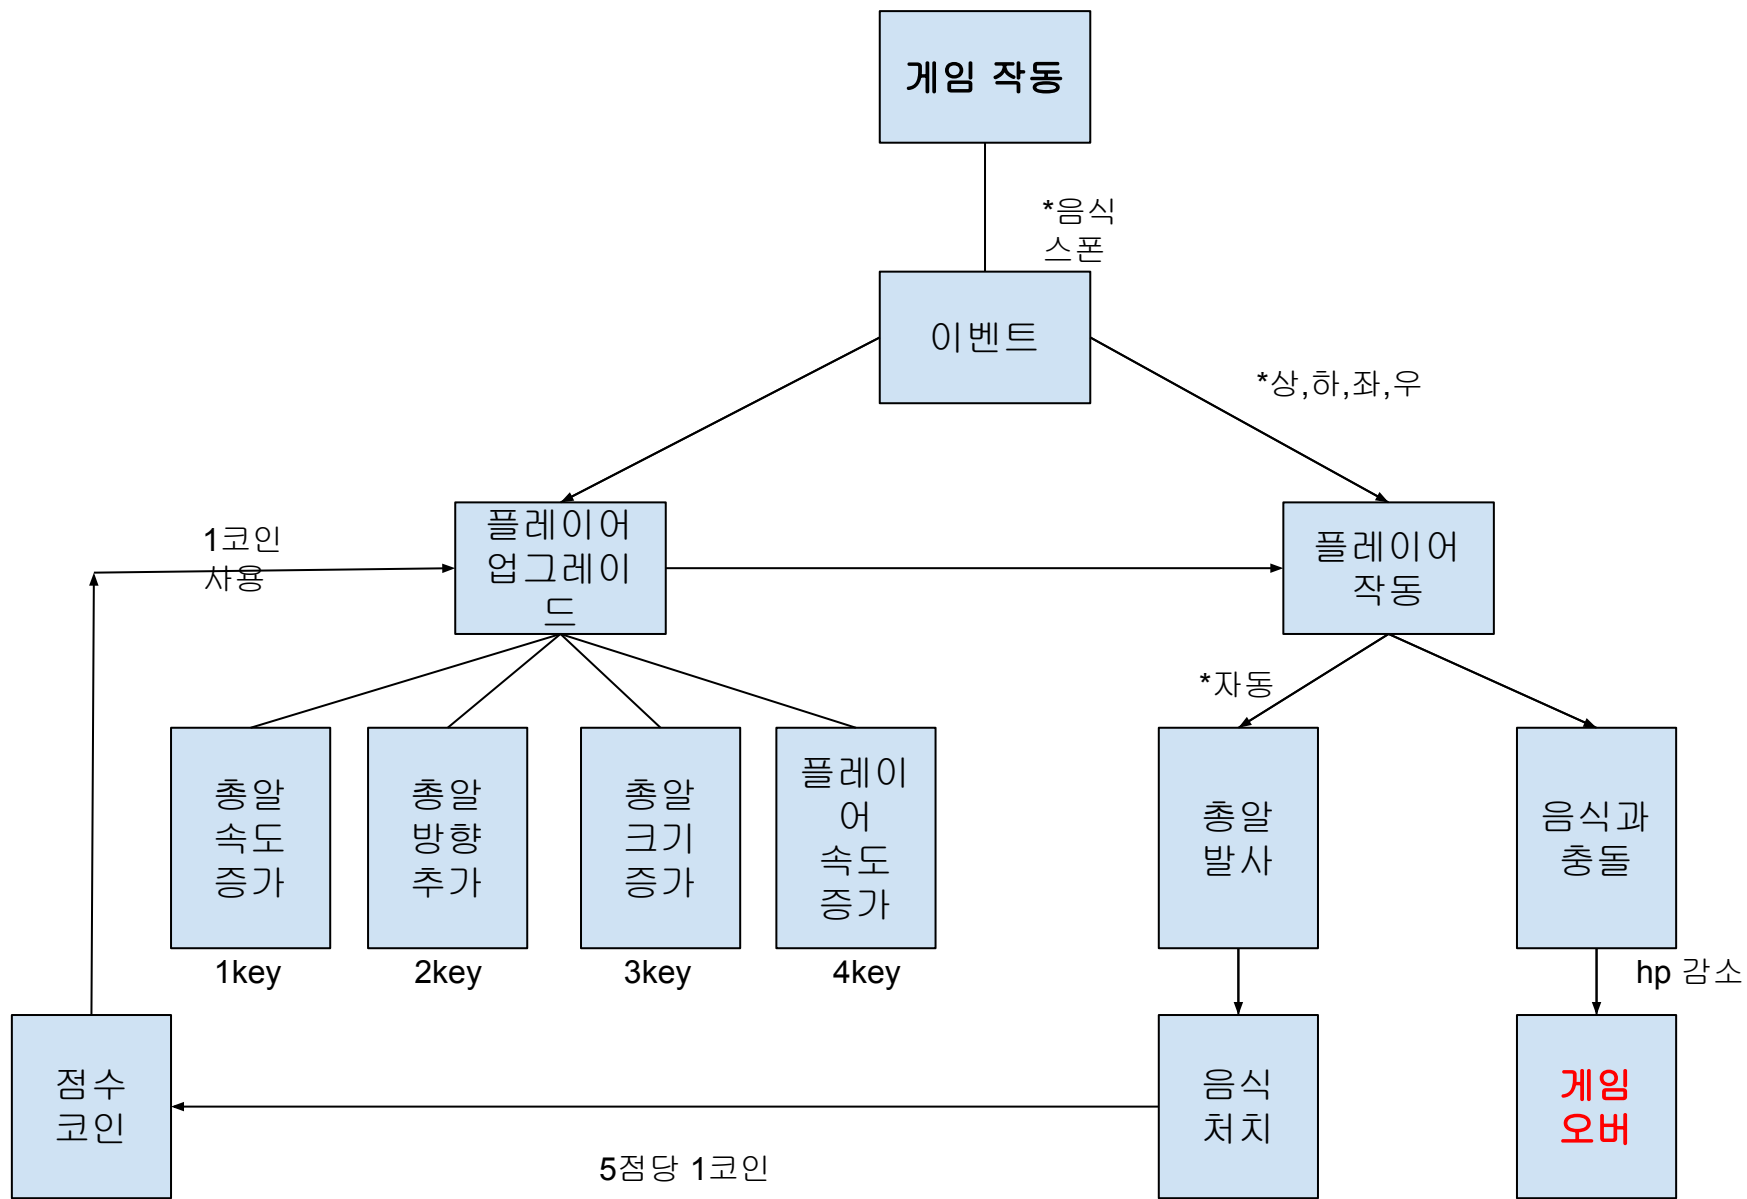 게임 작동
*음식
스폰
이벤트
*상,하,좌,우
1코인
사용
플레이어
업그레이
드
플레이어
작동
*자동
총알
속도
증가
총알
방향
추가
총알
크기
증가
플레이
어
속도
증가
총알
발사
음식과
충돌
1key
2key
3key
4key
hp 감소
점수
코인
음식
처치
게임
오버
5점당 1코인